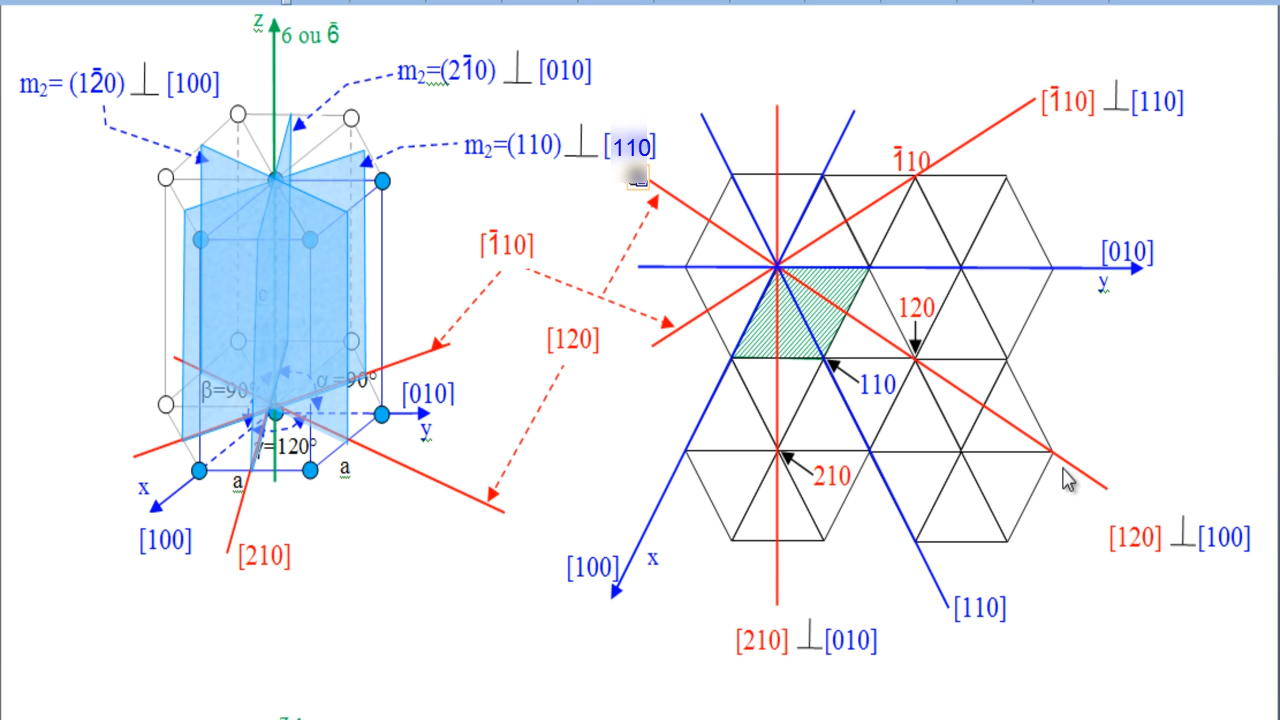 z
6 ou 6̄
m₂= (12̄0) ⊥ [100]
m₂=(21̄0) ⊥ [010]
m₂=(110) ⊥ [110]
[1̄10]
[120]
c
β=90°
α=90°
γ=120°
[010]
y
a
a
x
[100]
[210]
[1̄10] ⊥[110]
1̄10
[010]
y
120
110
210
[100]
x
[120] ⊥[100]
[110]
[210] ⊥[010]